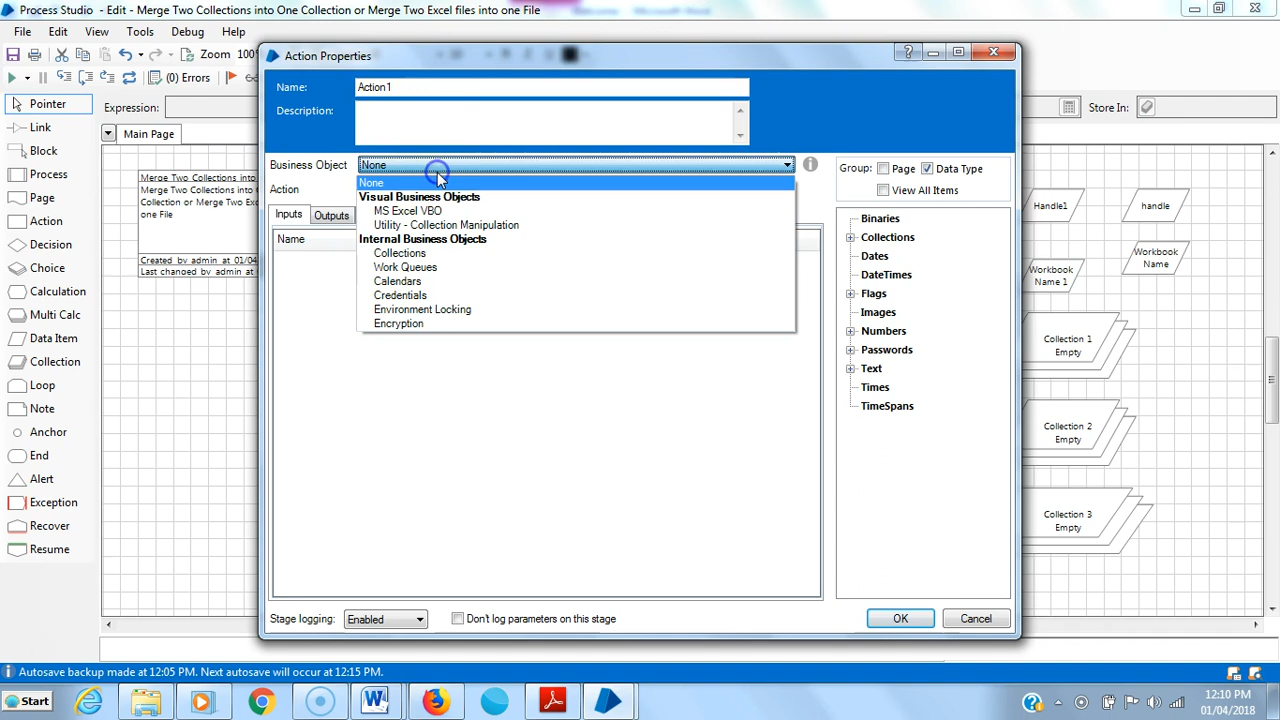 Process Studio - Edit - Merge Two Collections into One Collection or Merge Two Excel files into one File
File Edit View Tools Debug Window Help
Zoom 100%
(0) Errors
Expression:
Store In:
Pointer
Link
Block
Process
Page
Action
Decision
Choice
Calculation
Multi Calc
Data Item
Collection
Loop
Note
Anchor
End
Alert
Exception
Recover
Resume
Main Page
Merge Two Collections into
Merge Two Collections into
Collection or Merge Two Ex
one File
Created by admin at 01/04
Last changed by admin at
Action Properties
Name:
Action1
Description:
Business Object
None
None
Visual Business Objects
MS Excel VBO
Utility - Collection Manipulation
Internal Business Objects
Collections
Work Queues
Calendars
Credentials
Environment Locking
Encryption
Action
Inputs
Outputs
Name
Group:
Page
Data Type
View All Items
Binaries
Collections
Dates
DateTimes
Flags
Images
Numbers
Passwords
Text
Times
TimeSpans
Stage logging:
Enabled
Don't log parameters on this stage
OK
Cancel
Handle1
handle
Workbook
Name 1
Workbook
Name
Collection 1
Empty
Collection 2
Empty
Collection 3
Empty
Autosave backup made at 12:05 PM. Next autosave will occur at 12:15 PM.
Start
12:10 PM
01/04/2018